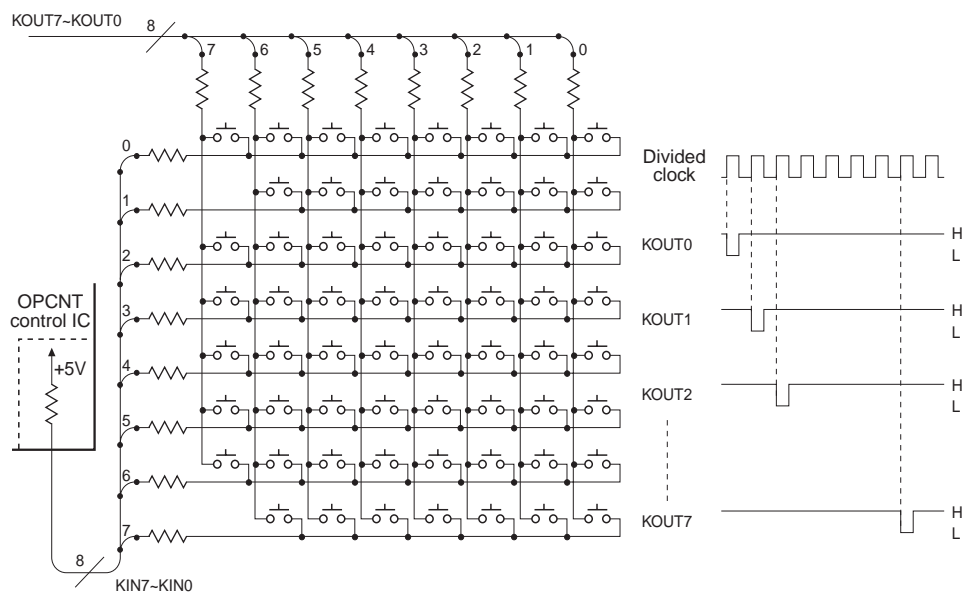 KOUT7~KOUT0
8
7 6 5 4 3 2 1 0
0
1
2
3
4
5
6
7
OPCNT
control IC
+5V
8
KIN7~KIN0
Divided
clock
KOUT0
H
L
KOUT1
H
L
KOUT2
H
L
KOUT7
H
L